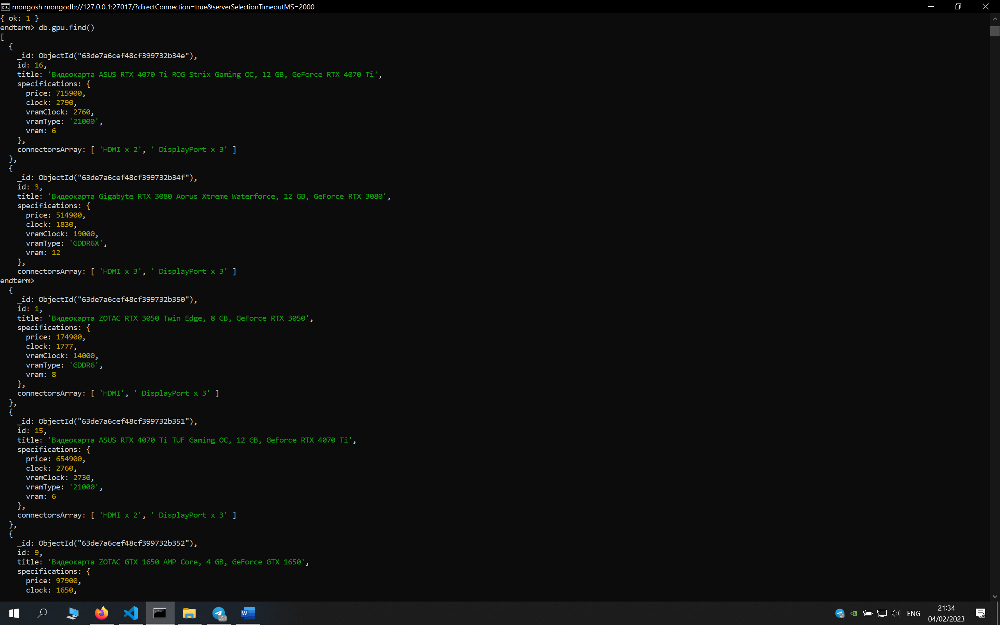 mongosh mongodb://127.0.0.1:27017/?directConnection=true&serverSelectionTimeoutMS=2000
{ ok: 1 }
endterm> db.gpu.find()
[
  {
    _id: ObjectId("63de7a6cef48cf399732b34e"),
    id: 16,
    title: 'Видеокарта ASUS RTX 4070 Ti ROG Strix Gaming OC, 12 GB, GeForce RTX 4070 Ti',
    specifications: {
      price: 715900,
      clock: 2790,
      vramClock: 2760,
      vramType: '21000',
      vram: 6
    },
    connectorsArray: [ 'HDMI x 2', ' DisplayPort x 3' ]
  },
  {
    _id: ObjectId("63de7a6cef48cf399732b34f"),
    id: 3,
    title: 'Видеокарта Gigabyte RTX 3080 Aorus Xtreme Waterforce, 12 GB, GeForce RTX 3080',
    specifications: {
      price: 514900,
      clock: 1830,
      vramClock: 19000,
      vramType: 'GDDR6X',
      vram: 12
    },
    connectorsArray: [ 'HDMI x 3', ' DisplayPort x 3' ]
endterm>
  {
    _id: ObjectId("63de7a6cef48cf399732b350"),
    id: 1,
    title: 'Видеокарта ZOTAC RTX 3050 Twin Edge, 8 GB, GeForce RTX 3050',
    specifications: {
      price: 174900,
      clock: 1777,
      vramClock: 14000,
      vramType: 'GDDR6',
      vram: 8
    },
    connectorsArray: [ 'HDMI', ' DisplayPort x 3' ]
  },
  {
    _id: ObjectId("63de7a6cef48cf399732b351"),
    id: 15,
    title: 'Видеокарта ASUS RTX 4070 Ti TUF Gaming OC, 12 GB, GeForce RTX 4070 Ti',
    specifications: {
      price: 654900,
      clock: 2760,
      vramClock: 2730,
      vramType: '21000',
      vram: 6
    },
    connectorsArray: [ 'HDMI x 2', ' DisplayPort x 3' ]
  },
  {
    _id: ObjectId("63de7a6cef48cf399732b352"),
    id: 9,
    title: 'Видеокарта ZOTAC GTX 1650 AMP Core, 4 GB, GeForce GTX 1650',
    specifications: {
      price: 97900,
      clock: 1650,
..51
W
ENG
21:34
04/02/2023